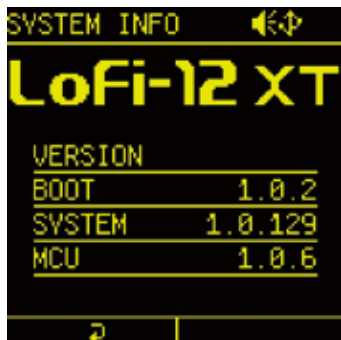 SYSTEM INFO
LoFi-12 XT
VERSION
BOOT 1.0.2
SYSTEM 1.0.129
MCU 1.0.6